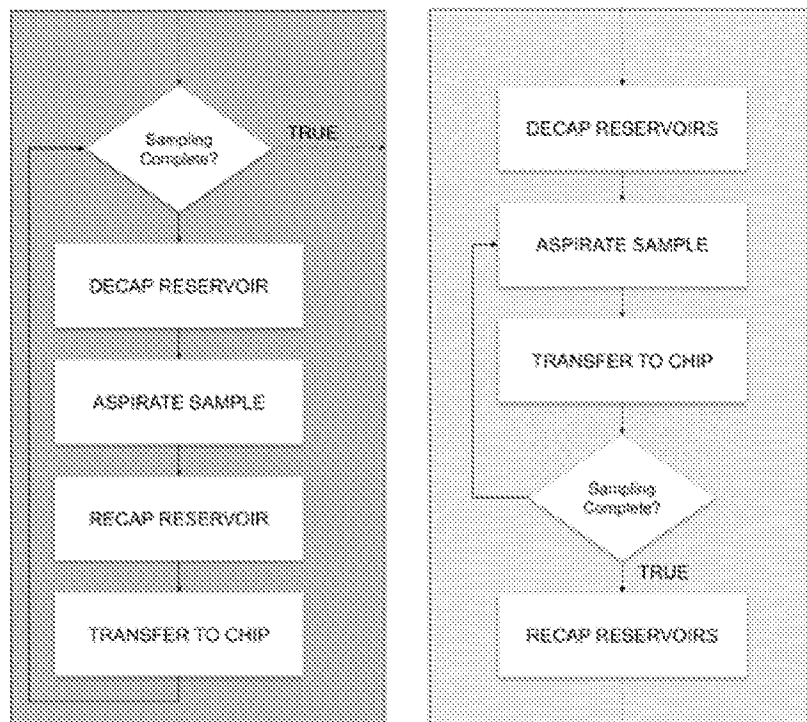 Sampling
Complete?
TRUE
DECAP RESERVOIR
ASPIRATE SAMPLE
RECAP RESERVOIR
TRANSFER TO CHIP
DECAP RESERVOIRS
ASPIRATE SAMPLE
TRANSFER TO CHIP
Sampling
Complete?
TRUE
RECAP RESERVOIRS